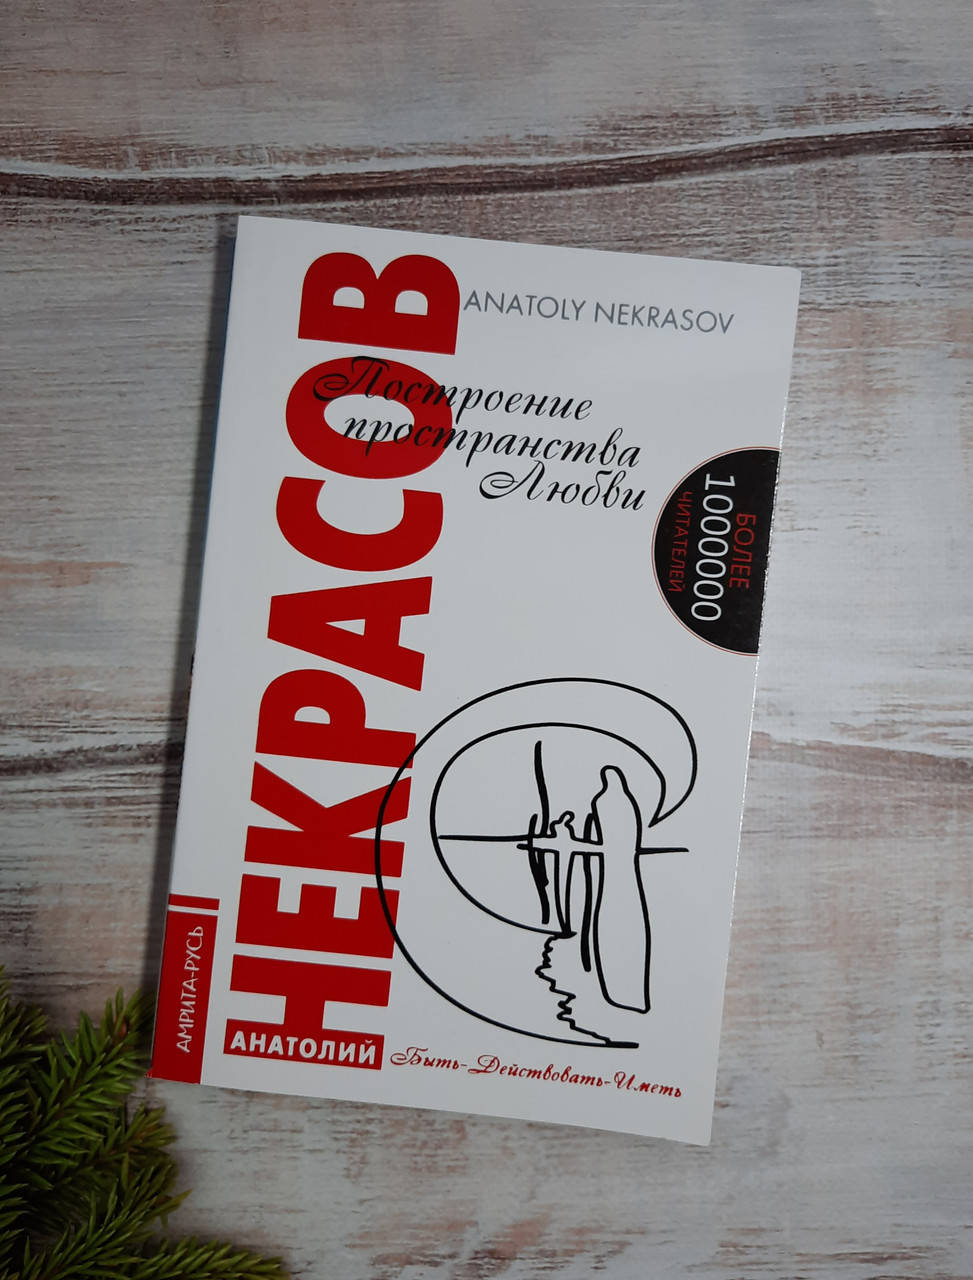 ANATOLY NEKRASOV
Построение
пространства
Любви
БОЛЕЕ
1000000
ЧИТАТЕЛЕЙ
НЕКРАСОВ
АНАТОЛИЙ
Быть-Действовать-Иметь
АМРИТА-РУСЬ